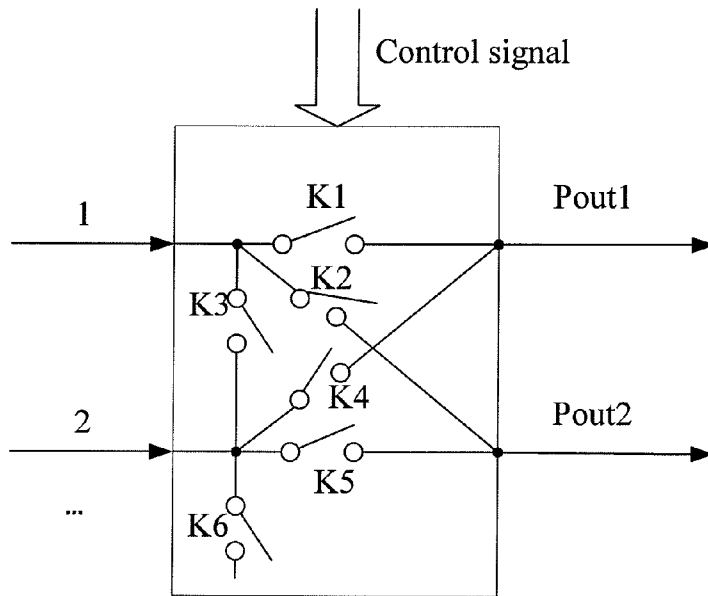 Control signal
1
K1
Pout1
K2
K3
K4
2
Pout2
K5
...
K6